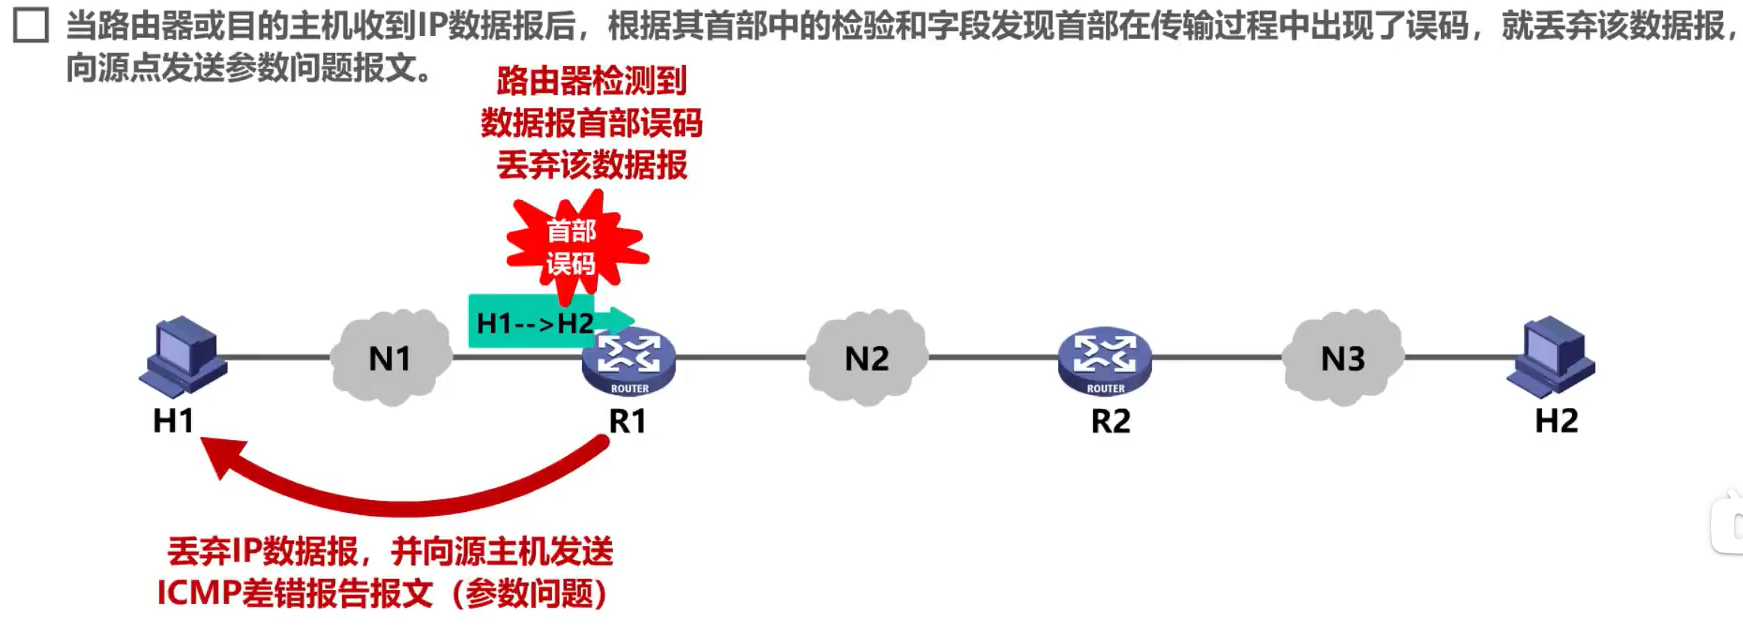 当路由器或目的主机收到IP数据报后，根据其首部中的检验和字段发现首部在传输过程中出现了误码，就丢弃该数据报，
向源点发送参数问题报文。
路由器检测到
数据报首部误码
丢弃该数据报
首部
误码
H1-->H2
N1
N2
N3
ROUTER
ROUTER
H1
R1
R2
H2
丢弃IP数据报，并向源主机发送
ICMP差错报告报文（参数问题）